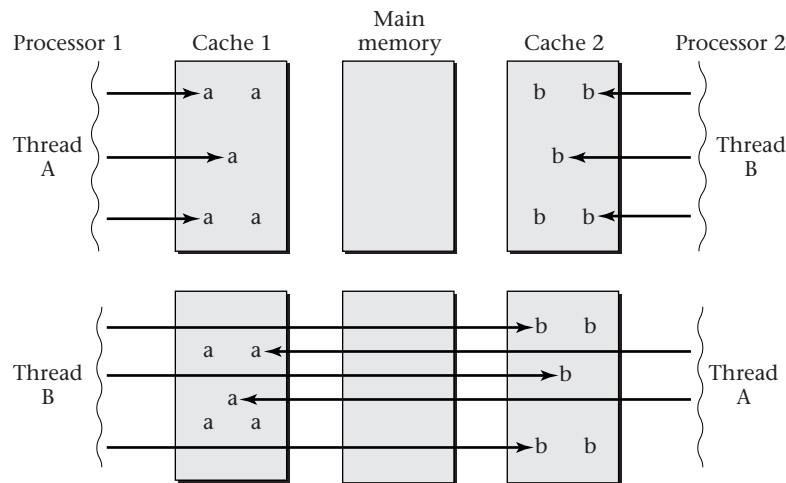 Processor 1
Cache 1
Main
memory
Cache 2
Processor 2
a a
b b
Thread
A
a
b
Thread
B
a a
b b
b b
a a
Thread
B
b
Thread
A
a
a a
b b